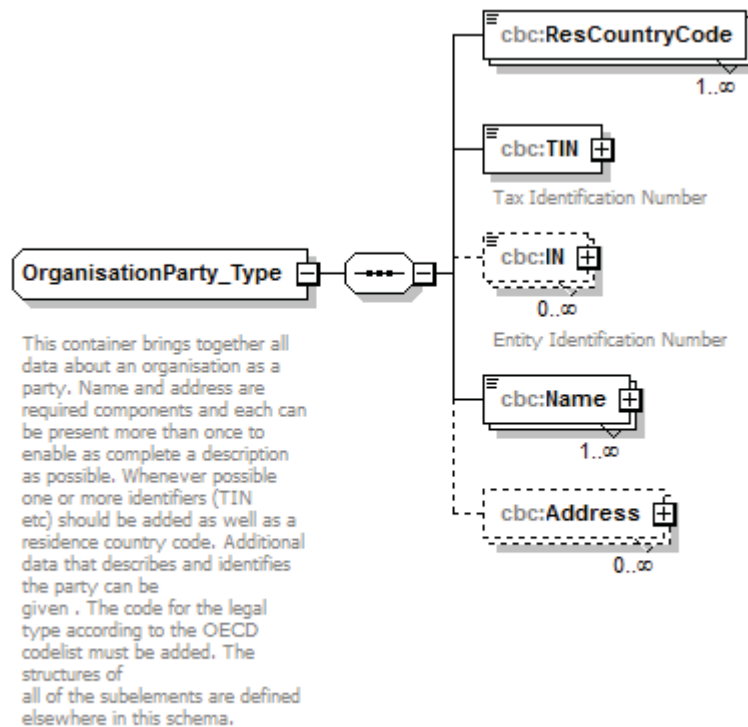 cbc:ResCountryCode
1..∞
cbc:TIN
Tax Identification Number
cbc:IN
0..∞
Entity Identification Number
OrganisationParty_Type
This container brings together all
data about an organisation as a
party. Name and address are
required components and each can
be present more than once to
enable as complete a description
as possible. Whenever possible
one or more identifiers (TIN
etc) should be added as well as a
residence country code. Additional
data that describes and identifies
the party can be
given . The code for the legal
type according to the OECD
codelist must be added. The
structures of
all of the subelements are defined
elsewhere in this schema.
cbc:Name
1..∞
cbc:Address
0..∞